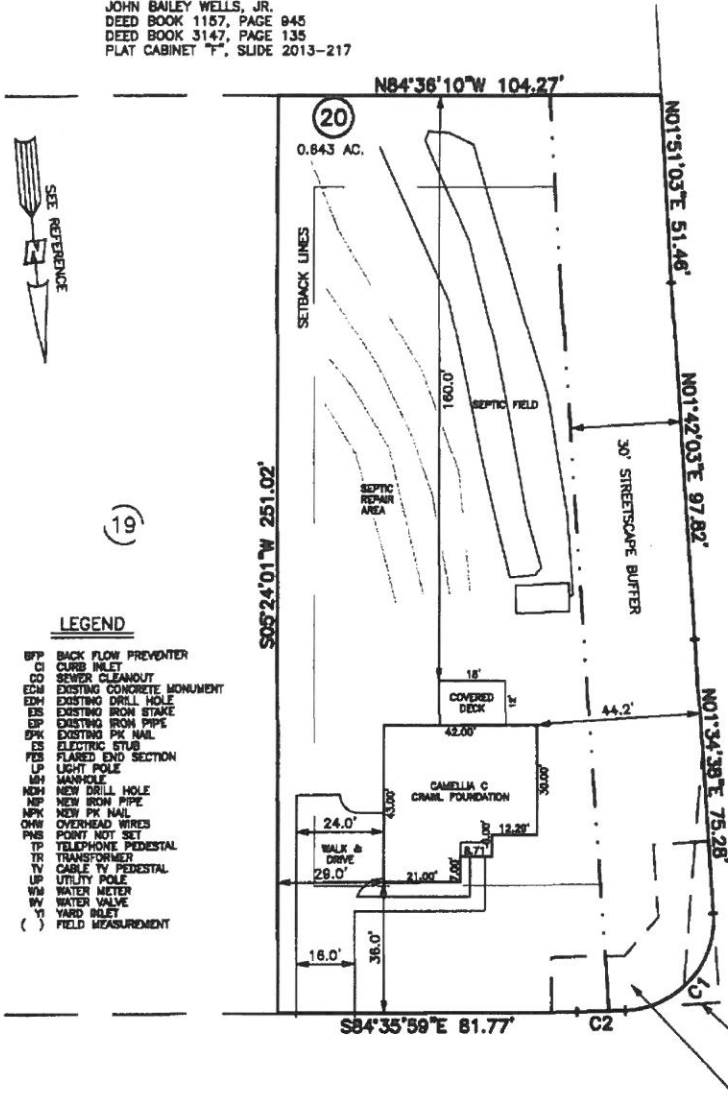 JOHN BAILEY WELLS, JR.
DEED BOOK 1157, PAGE 945
DEED BOOK 3147, PAGE 135
PLAT CABINET "F", SLIDE 2013-217
N84°36'10"W 104.27'
20
0.643 AC.
SEE REFERENCE
N
SETBACK LINES
N01°51'03"E 51.46'
160.0'
SEPTIC FIELD
N01°42'03"E 97.82'
30' STREETSCAPE BUFFER
SEPTIC
REPAIR
AREA
S05°24'01"W 251.02'
19
LEGEND
BFP BACK FLOW PREVENTER
CI CURB INLET
CO SEWER CLEANOUT
ECM EXISTING CONCRETE MONUMENT
EDH EXISTING DRILL HOLE
EIS EXISTING IRON STAKE
EIP EXISTING IRON PIPE
EPK EXISTING PK NAIL
ES ELECTRIC STUB
FES FLARED END SECTION
LP LIGHT POLE
MH MANHOLE
NDH NEW DRILL HOLE
NIP NEW IRON PIPE
NPK NEW PK NAIL
OHW OVERHEAD WIRES
PNS POINT NOT SET
TP TELEPHONE PEDESTAL
TR TRANSFORMER
TV CABLE TV PEDESTAL
UP UTILITY POLE
WM WATER METER
WV WATER VALVE
YI YARD INLET
( ) FIELD MEASUREMENT
COVERED
DECK
12'
42.00'
44.2'
N01°34'38"E 75.28'
CAMELLIA C
CRAWL FOUNDATION
43.00'
30.00'
12.29'
8.71'
7.00'
21.00'
24.0'
WALK &
DRIVE
29.0'
16.0'
36.0'
S84°35'59"E 81.77'
C2